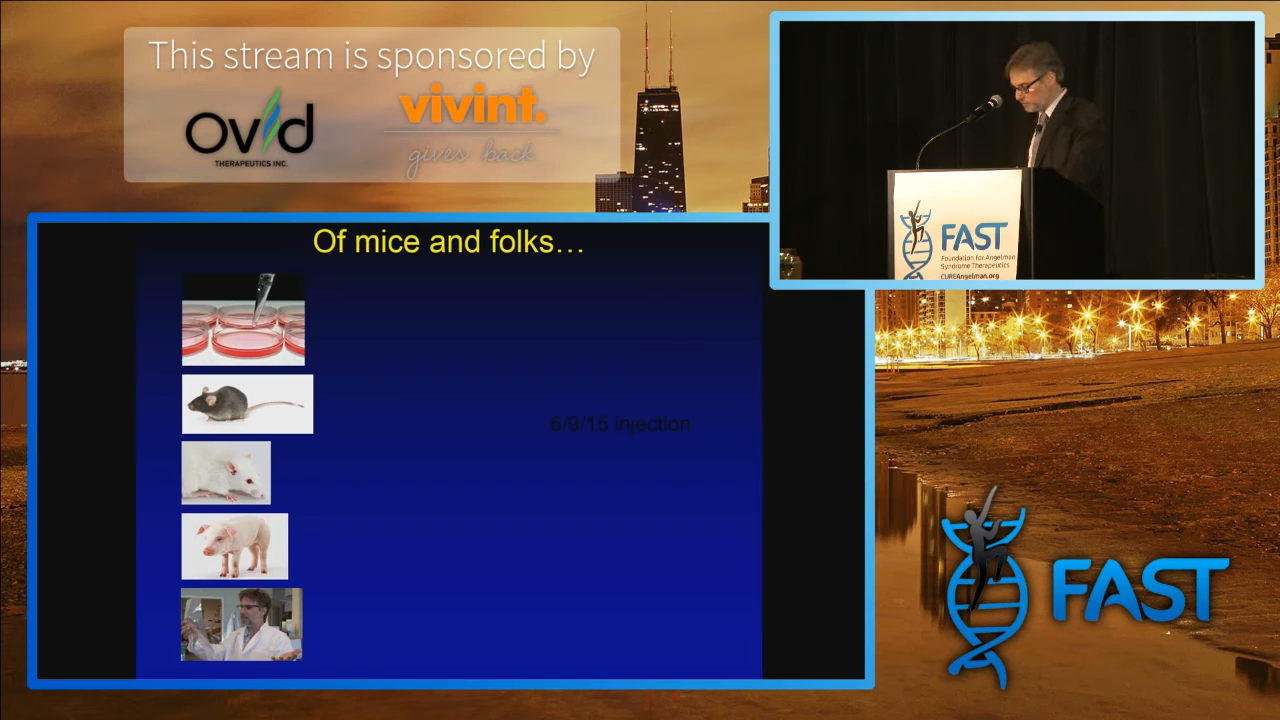 This stream is sponsored by
ovid
THERAPEUTICS INC.
vivint.
gives back
Of mice and folks…
6/9/15 injection
FAST
Foundation for Angelman
Syndrome Therapeutics
CUREAngelman.org
FAST